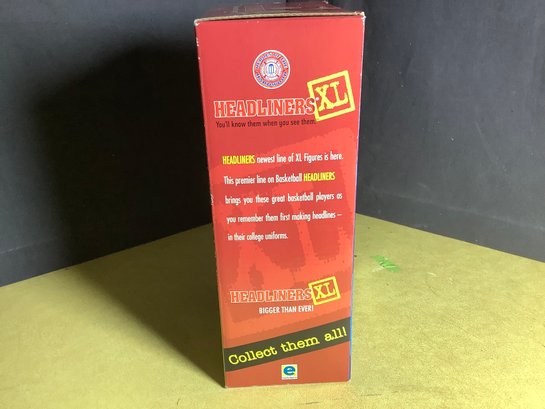 HEADLINERS XL
You'll know them when you see them.
HEADLINERS newest line of XL Figures is here.
This premier line on Basketball HEADLINERS
brings you these great basketball players as
you remember them first making headlines –
in their college uniforms.
HEADLINERS XL
BIGGER THAN EVER!
Collect them all!
e